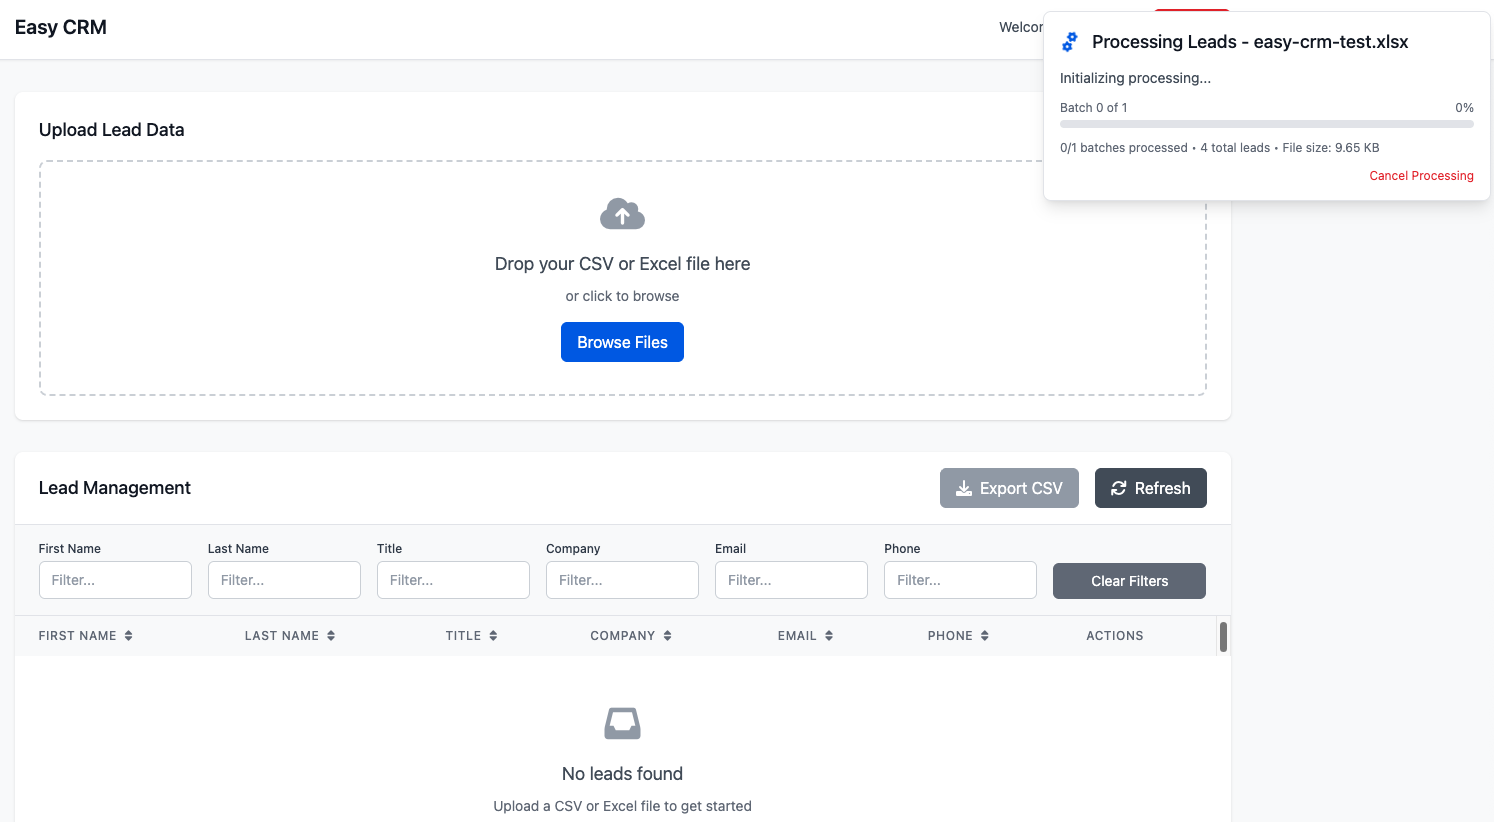 Easy CRM
Processing Leads - easy-crm-test.xlsx
Initializing processing...
Batch 0 of 1 0%
0/1 batches processed • 4 total leads • File size: 9.65 KB
Cancel Processing
Upload Lead Data
Drop your CSV or Excel file here
or click to browse
Browse Files
Lead Management Export CSV Refresh
First Name Last Name Title Company Email Phone
Filter... Filter... Filter... Filter... Filter... Filter... Clear Filters
FIRST NAME LAST NAME TITLE COMPANY EMAIL PHONE ACTIONS
No leads found
Upload a CSV or Excel file to get started